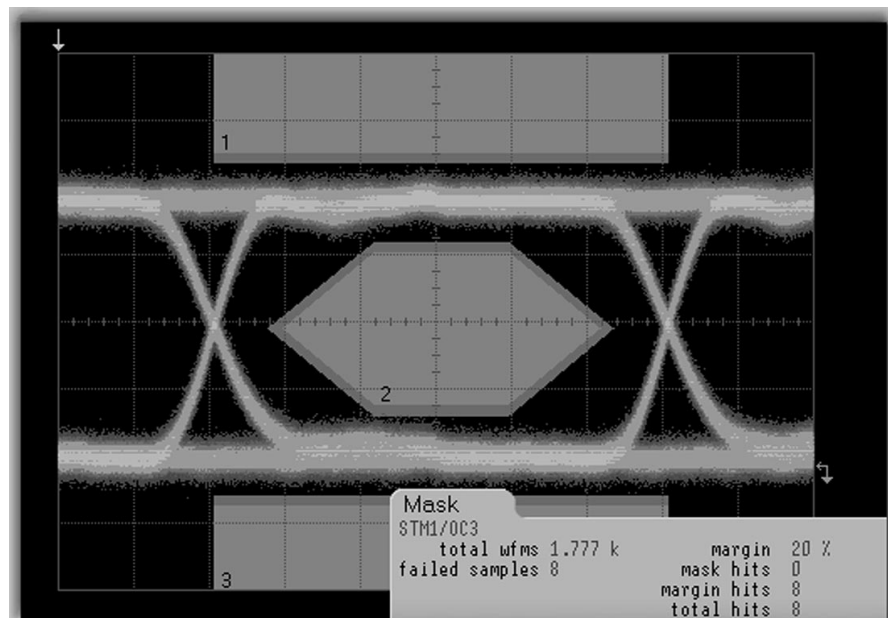 1
2
3
Mask
STM1/OC3
total wfms 1.777 k margin 20 %
failed samples 8 mask hits 0
margin hits 8
total hits 8